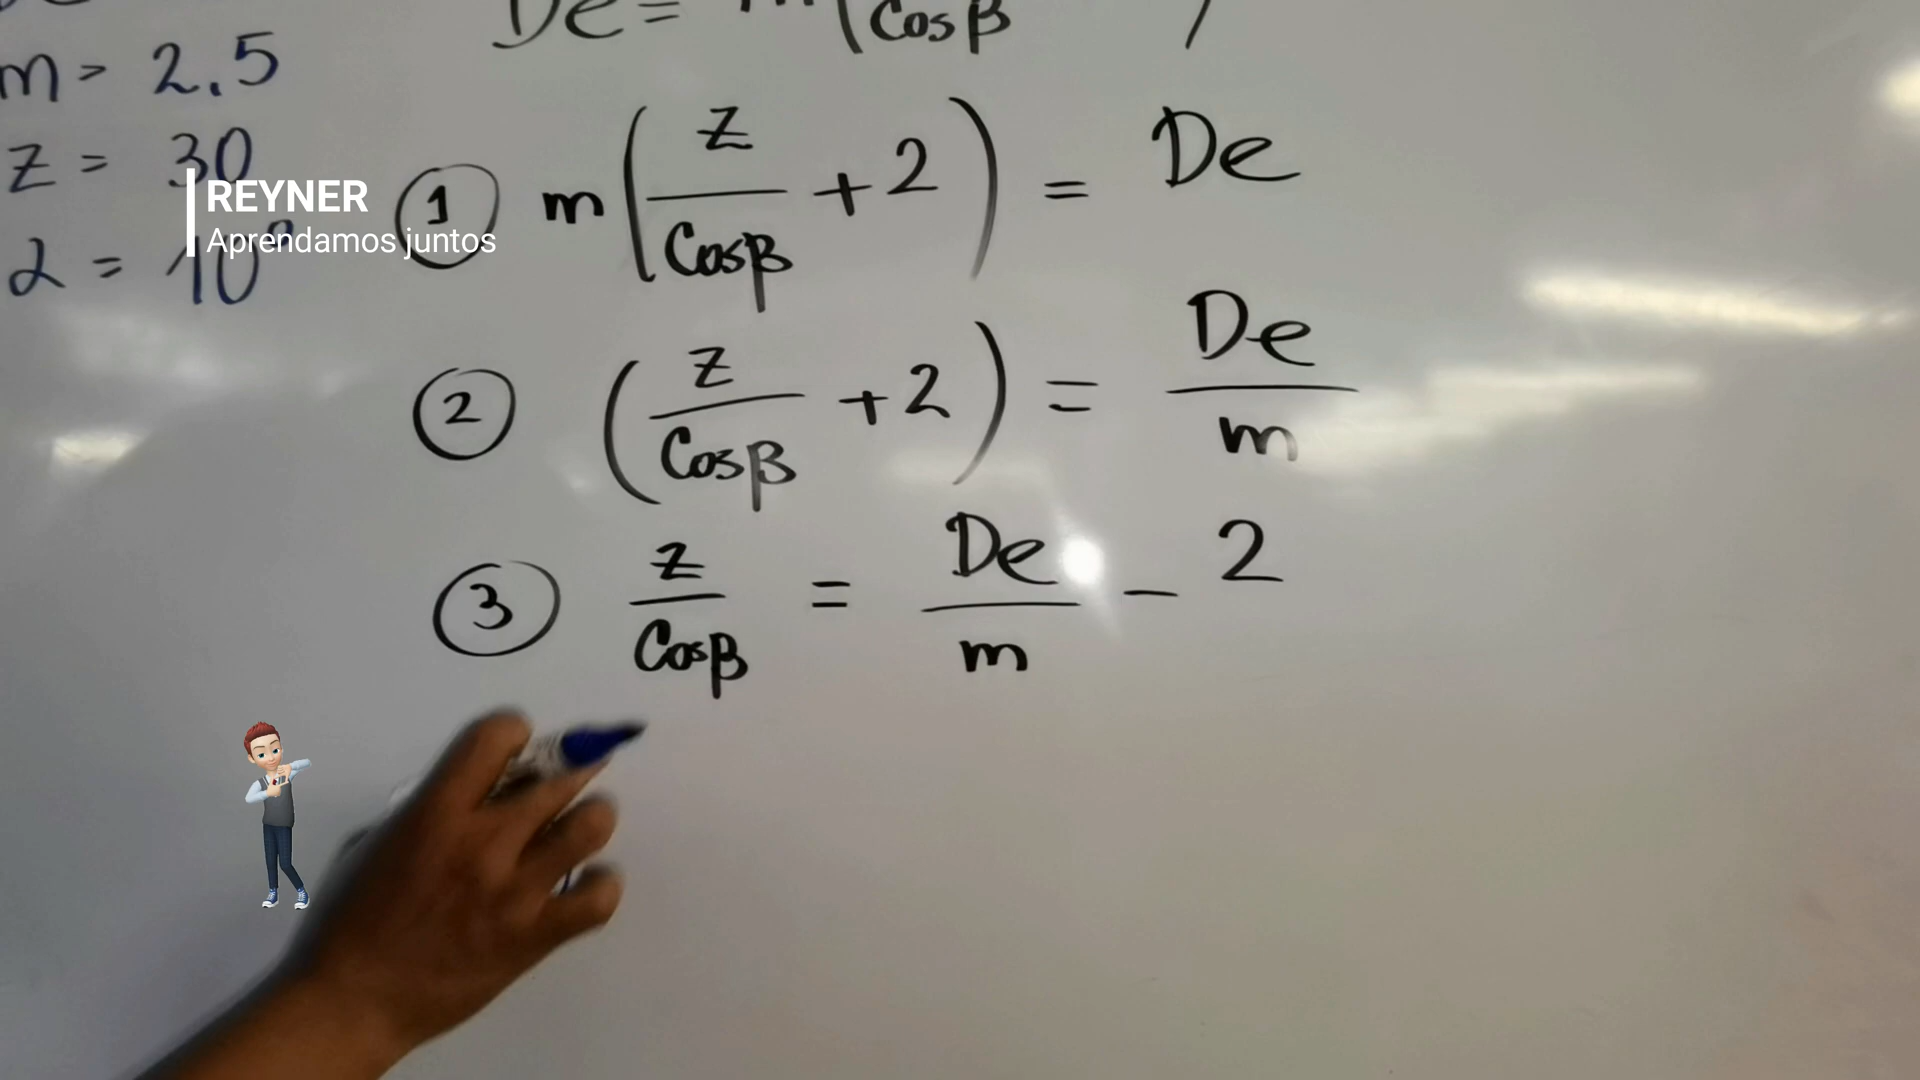 De = m ( / Cosβ )
m = 2.5
z = 30
α = 10°
REYNER
Aprendamos juntos
① m ( z / Cosβ + 2 ) = De
② ( z / Cosβ + 2 ) = De / m
③ z / Cosβ = De / m - 2